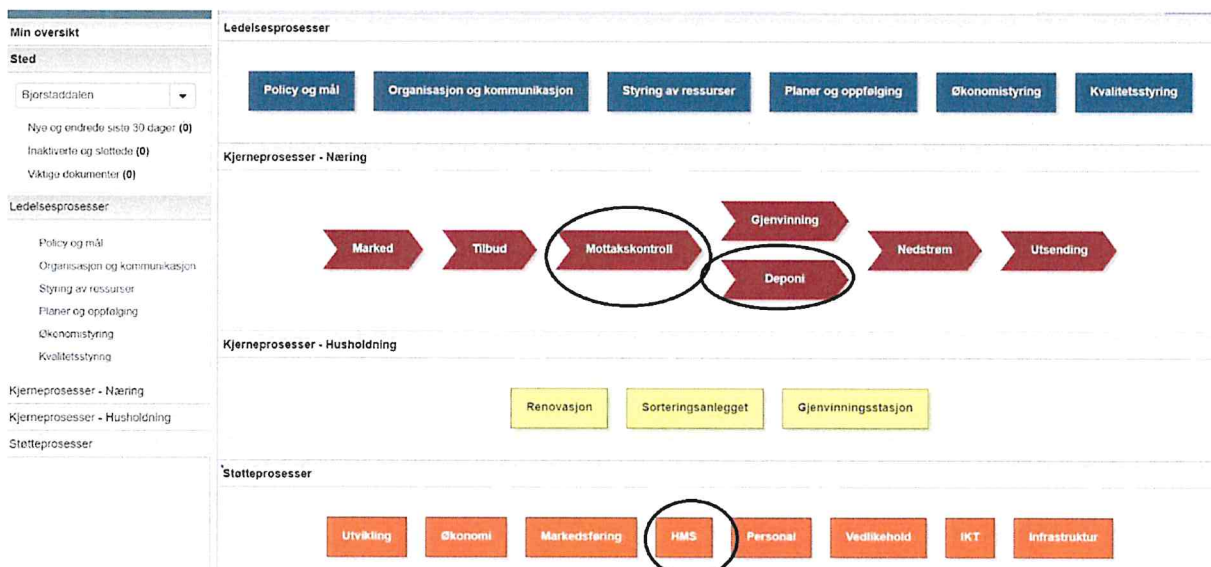 Min oversikt
Sted
Bjørstaddalen
Nye og endrede siste 30 dager (0)
Inaktiverte og slettede (0)
Viktige dokumenter (0)
Ledelsesprosesser
Policy og mål
Organisasjon og kommunikasjon
Styring av ressurser
Planer og oppfølging
Økonomistyring
Kvalitetsstyring
Kjerneprosesser - Næring
Kjerneprosesser - Husholdning
Støtteprosesser
Ledelsesprosesser
Policy og mål Organisasjon og kommunikasjon Styring av ressurser Planer og oppfølging Økonomistyring Kvalitetsstyring
Kjerneprosesser - Næring
Gjenvinning
Marked Tilbud Mottakskontroll Nedstrøm Utsending
Deponi
Kjerneprosesser - Husholdning
Renovasjon Sorteringsanlegget Gjenvinningsstasjon
Støtteprosesser
Utvikling Økonomi Markedsføring HMS Personal Vedlikehold IKT Infrastruktur